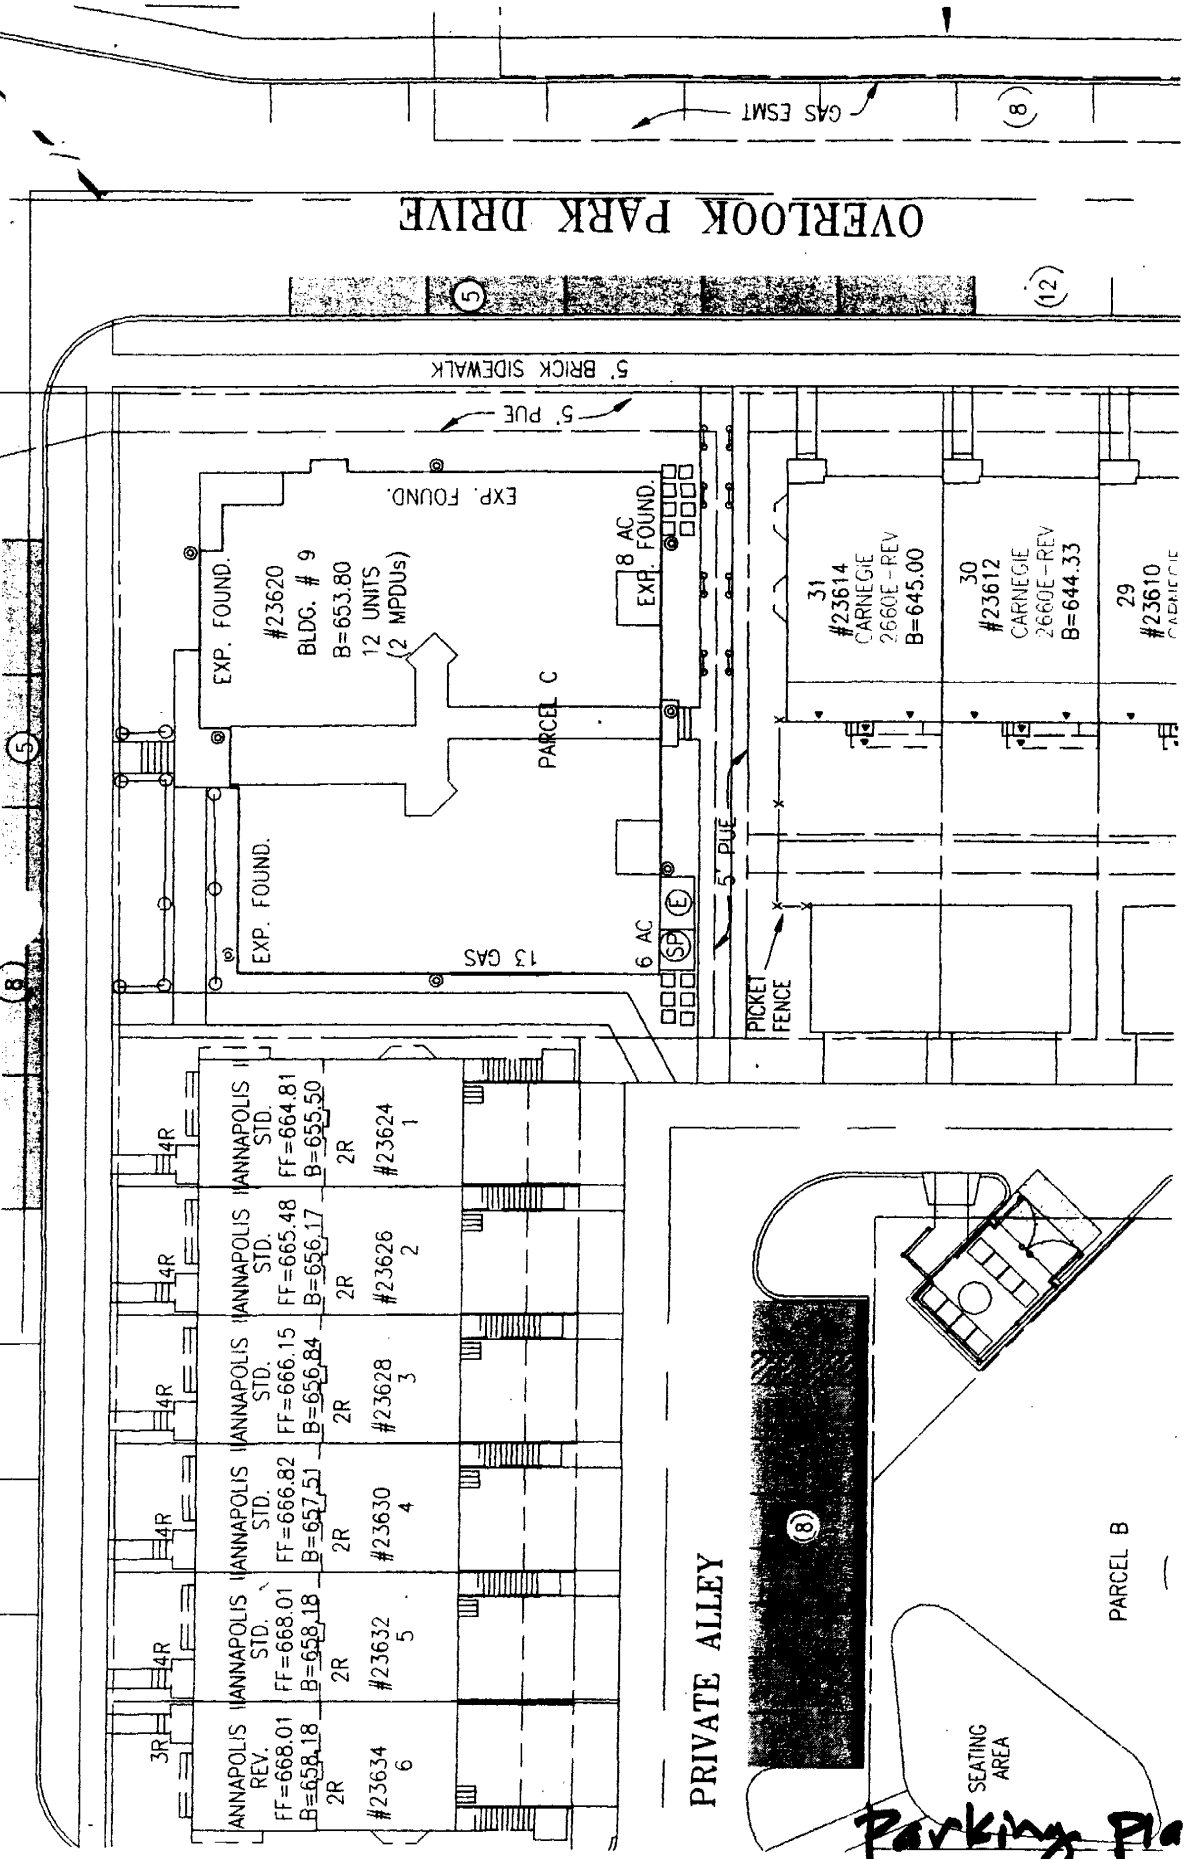 GAS ESMT
(8)
OVERLOOK PARK DRIVE
5
(12)
5' BRICK SIDEWALK
5' PUE
EXP. FOUND.
EXP. FOUND.
#23620
BLDG. # 9
B=653.80
12 UNITS
(2 MPDUs)
8 AC
EXP. FOUND.
PARCEL C
EXP. FOUND.
13 GAS
6 AC
SP
E
5' PUE
5
8
31
#23614
CARNEGIE
2660E-REV
B=645.00
30
#23612
CARNEGIE
2660E-REV
B=644.33
29
#23610
CARNEGIE
PICKET
FENCE
4R
ANNAPOLIS II
STD.
FF=664.81
B=655.50
2R
#23624
1
4R
ANNAPOLIS II
STD.
FF=665.48
B=656.17
2R
#23626
2
4R
ANNAPOLIS II
STD.
FF=666.15
B=656.84
2R
#23628
3
4R
ANNAPOLIS II
STD.
FF=666.82
B=657.51
2R
#23630
4
4R
ANNAPOLIS II
STD.
FF=668.01
B=658.18
2R
#23632
5
3R
ANNAPOLIS II
REV.
FF=668.01
B=658.18
2R
#23634
6
PRIVATE ALLEY
(8)
PARCEL B
SEATING
AREA
Parking Pla